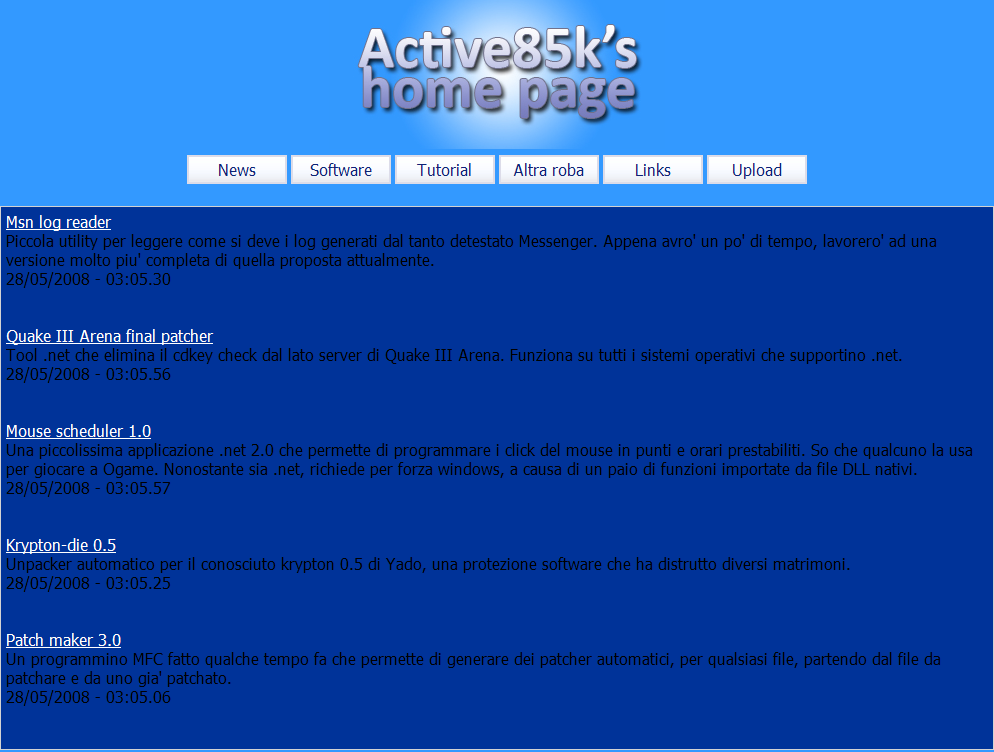 Active85k's
home page
News Software Tutorial Altra roba Links Upload
Msn log reader
Piccola utility per leggere come si deve i log generati dal tanto detestato Messenger. Appena avro' un po' di tempo, lavorero' ad una
versione molto piu' completa di quella proposta attualmente.
28/05/2008 - 03:05.30
Quake III Arena final patcher
Tool .net che elimina il cdkey check dal lato server di Quake III Arena. Funziona su tutti i sistemi operativi che supportino .net.
28/05/2008 - 03:05.56
Mouse scheduler 1.0
Una piccolissima applicazione .net 2.0 che permette di programmare i click del mouse in punti e orari prestabiliti. So che qualcuno la usa
per giocare a Ogame. Nonostante sia .net, richiede per forza windows, a causa di un paio di funzioni importate da file DLL nativi.
28/05/2008 - 03:05.57
Krypton-die 0.5
Unpacker automatico per il conosciuto krypton 0.5 di Yado, una protezione software che ha distrutto diversi matrimoni.
28/05/2008 - 03:05.25
Patch maker 3.0
Un programmino MFC fatto qualche tempo fa che permette di generare dei patcher automatici, per qualsiasi file, partendo dal file da
patchare e da uno gia' patchato.
28/05/2008 - 03:05.06